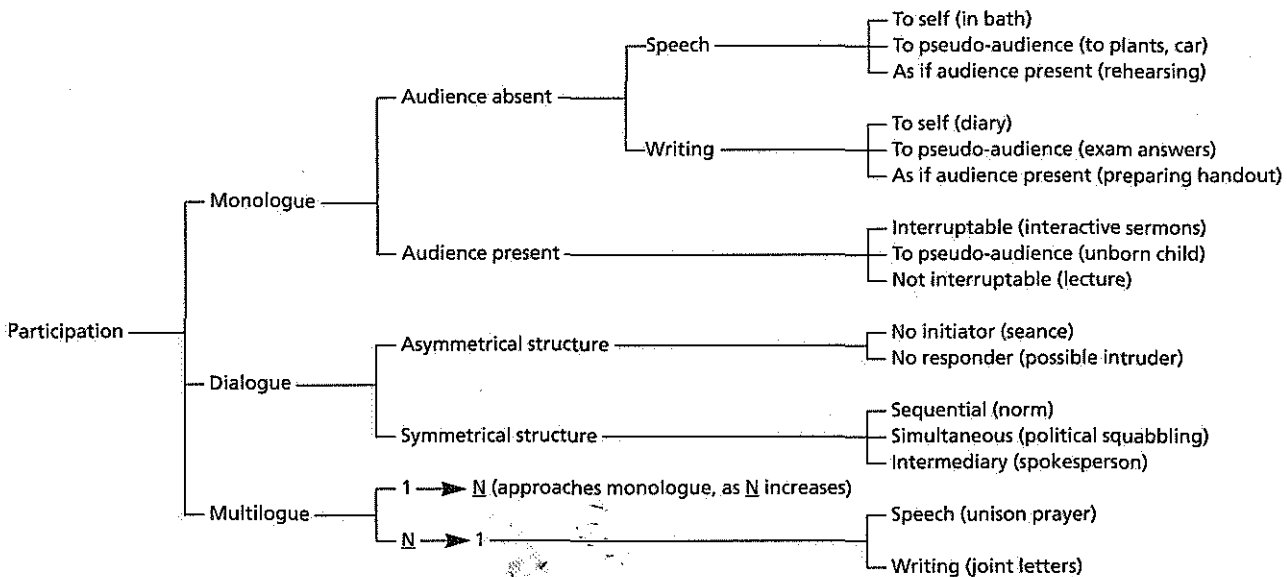 To self (in bath)
Speech
To pseudo-audience (to plants, car)
As if audience present (rehearsing)
Audience absent
To self (diary)
Writing
To pseudo-audience (exam answers)
As if audience present (preparing handout)
Monologue
Interruptable (interactive sermons)
Audience present
To pseudo-audience (unborn child)
Not interruptable (lecture)
Participation
No initiator (seance)
Asymmetrical structure
No responder (possible intruder)
Dialogue
Sequential (norm)
Symmetrical structure
Simultaneous (political squabbling)
Intermediary (spokesperson)
1 N (approaches monologue, as N increases)
Multilogue
Speech (unison prayer)
N 1
Writing (joint letters)